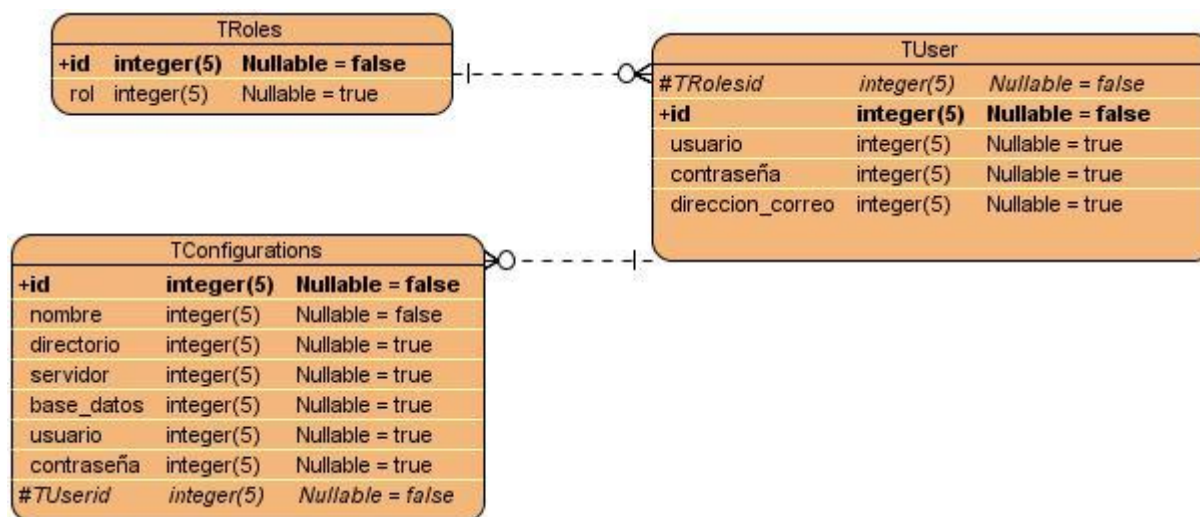 TRoles
+id integer(5) Nullable = false
rol integer(5) Nullable = true
TUser
#TRolesid integer(5) Nullable = false
+id integer(5) Nullable = false
usuario integer(5) Nullable = true
contraseña integer(5) Nullable = true
direccion_correo integer(5) Nullable = true
TConfigurations
+id integer(5) Nullable = false
nombre integer(5) Nullable = false
directorio integer(5) Nullable = true
servidor integer(5) Nullable = true
base_datos integer(5) Nullable = true
usuario integer(5) Nullable = true
contraseña integer(5) Nullable = true
#TUserid integer(5) Nullable = false